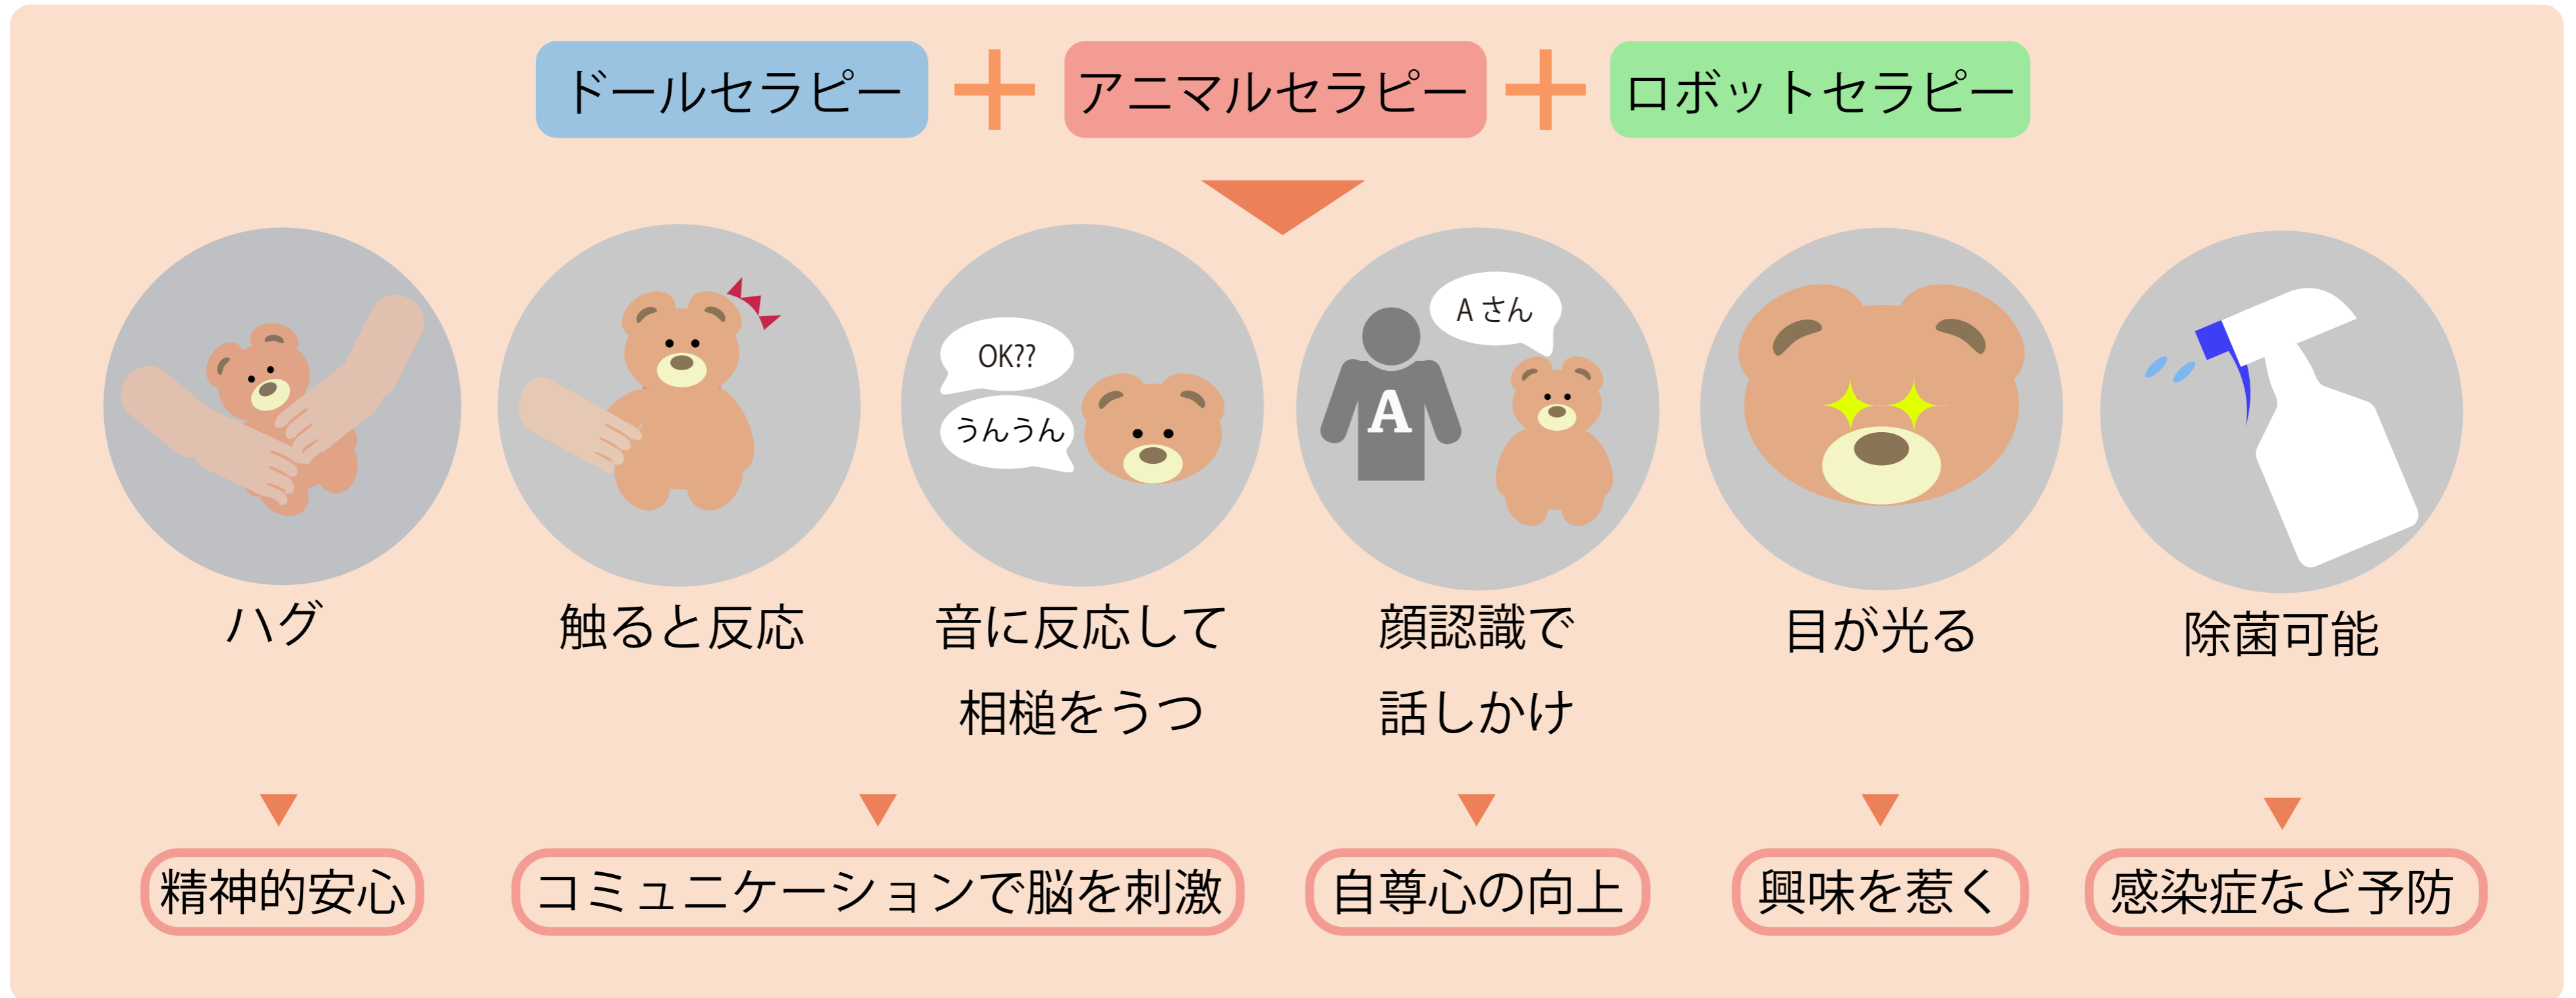 ドールセラピー + アニマルセラピー + ロボットセラピー
OK??
うんうん
A さん
A
ハグ
触ると反応
音に反応して
相槌をうつ
顔認識で
話しかけ
目が光る
除菌可能
精神的安心
コミュニケーションで脳を刺激
自尊心の向上
興味を惹く
感染症など予防